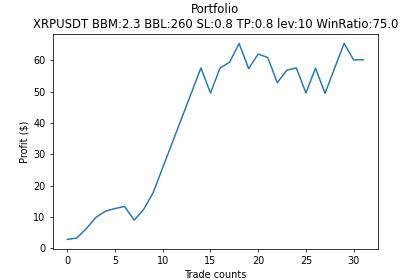 Portfolio
XRPUSDT BBM:2.3 BBL:260 SL:0.8 TP:0.8 lev:10 WinRatio:75.0
60
50
40
30
20
10
0
Profit ($)
0 5 10 15 20 25 30
Trade counts